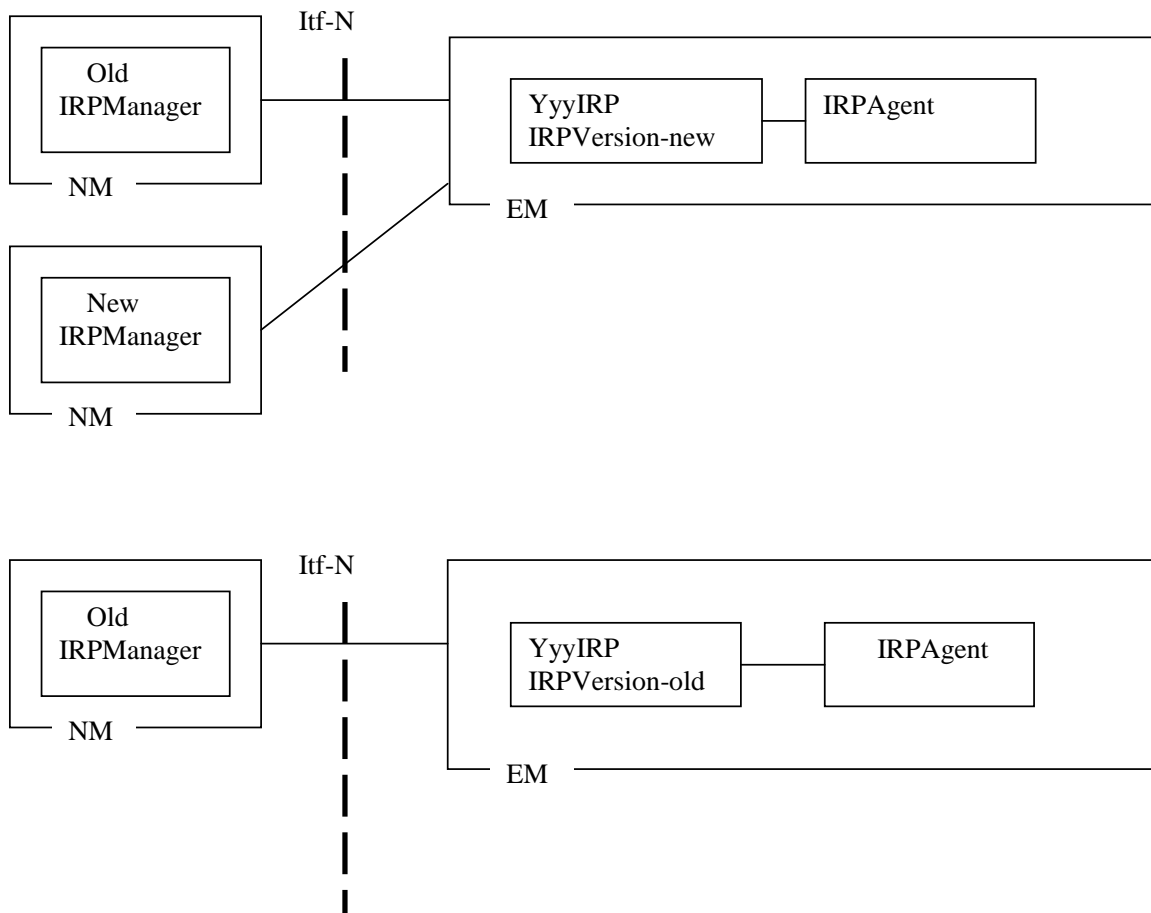 Itf-N
Old
IRPManager
NM
YyyIRP
IRPVersion-new
IRPAgent
EM
New
IRPManager
NM
Itf-N
Old
IRPManager
NM
YyyIRP
IRPVersion-old
IRPAgent
EM